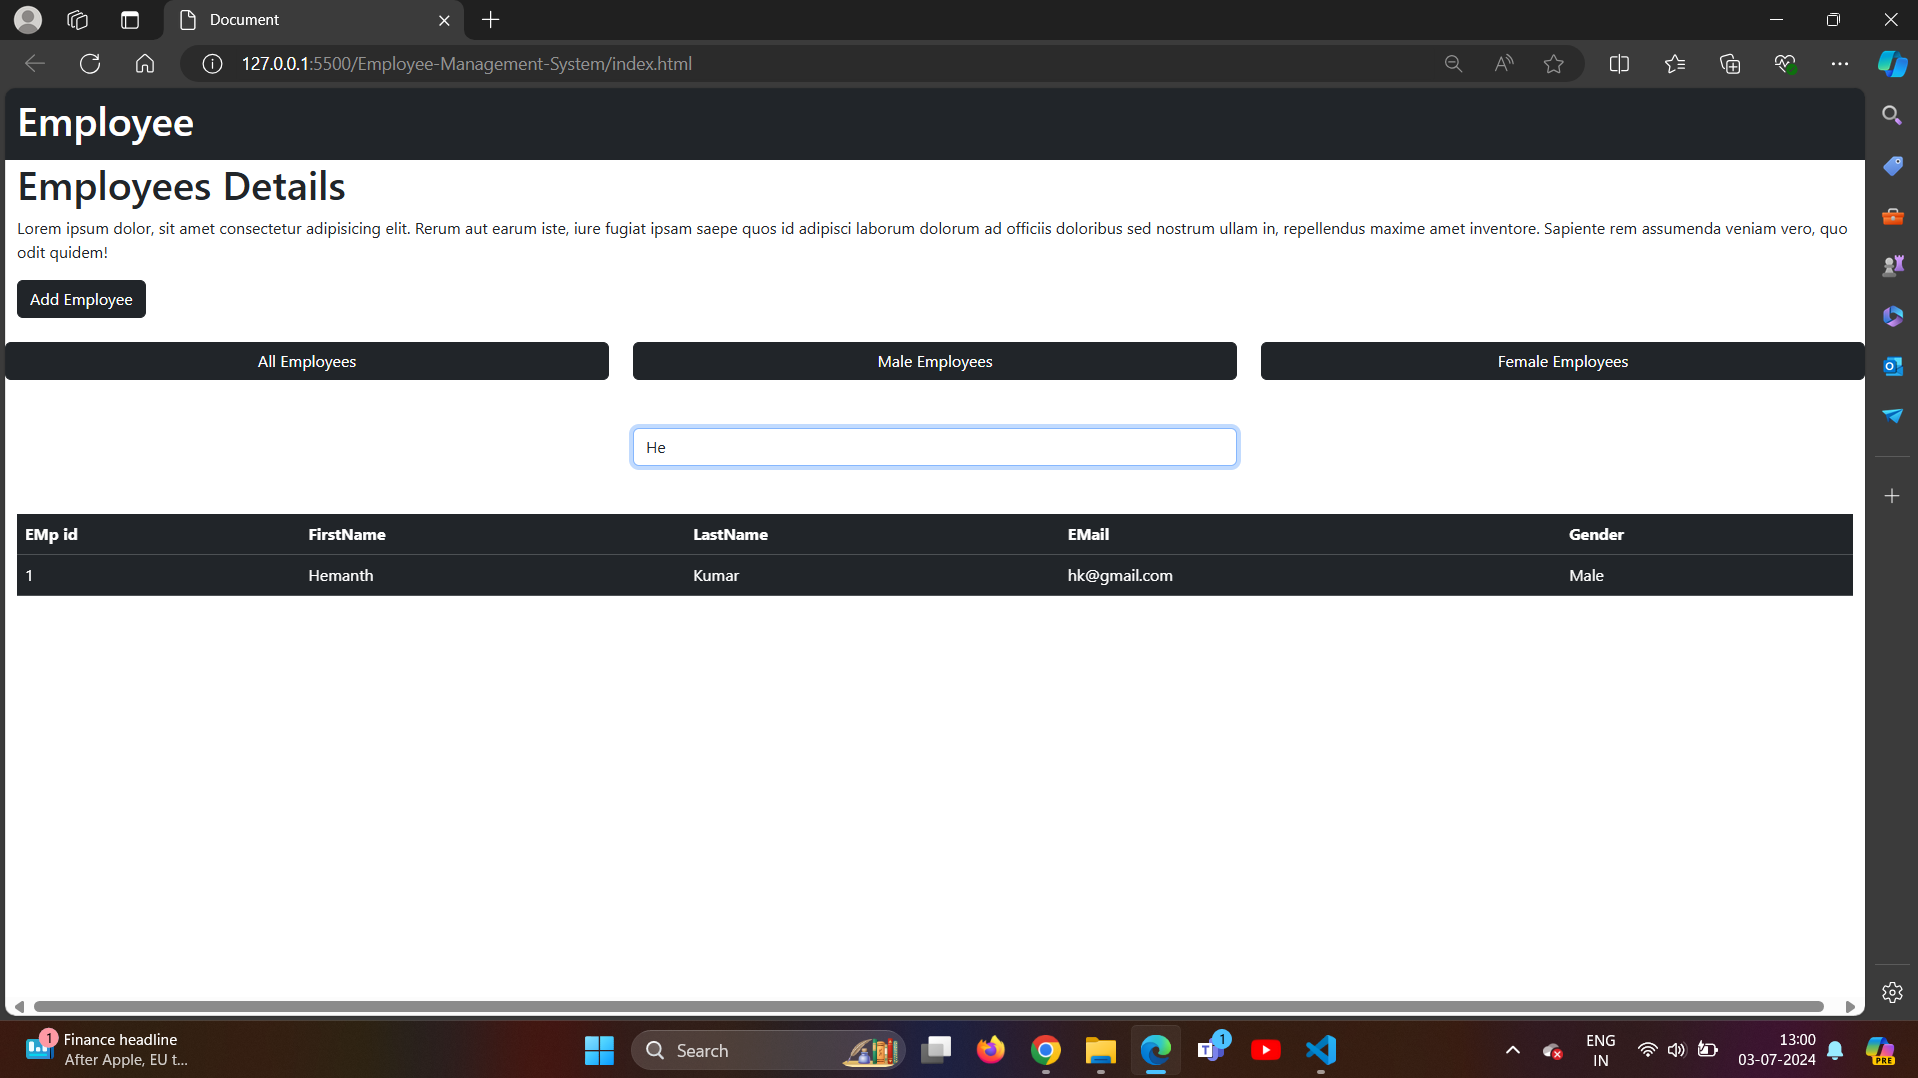 Document
127.0.0.1:5500/Employee-Management-System/index.html
Employee
Employees Details
Lorem ipsum dolor, sit amet consectetur adipisicing elit. Rerum aut earum iste, iure fugiat ipsam saepe quos id adipisci laborum dolorum ad officiis doloribus sed nostrum ullam in, repellendus maxime amet inventore. Sapiente rem assumenda veniam vero, quo
odit quidem!
Add Employee
All Employees Male Employees Female Employees
He
EMp id FirstName LastName EMail Gender
1 Hemanth Kumar hk@gmail.com Male
1 Finance headline
After Apple, EU t...
Search
1
ENG
IN
13:00
03-07-2024
PRE